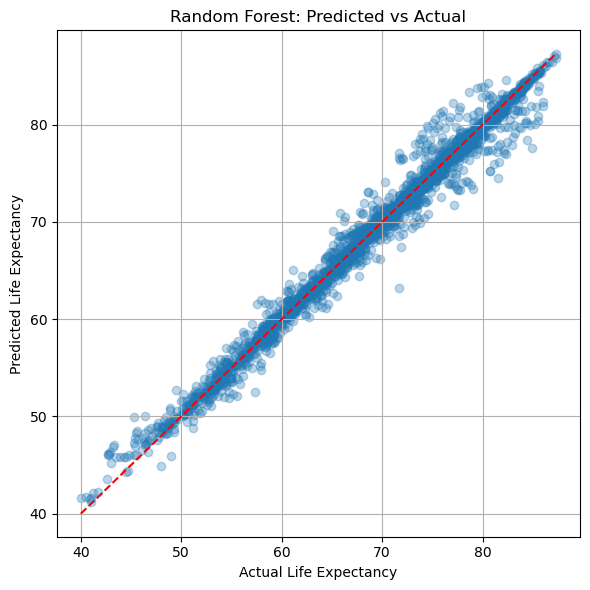 Random Forest: Predicted vs Actual
Predicted Life Expectancy
80
70
60
50
40
40 50 60 70 80
Actual Life Expectancy